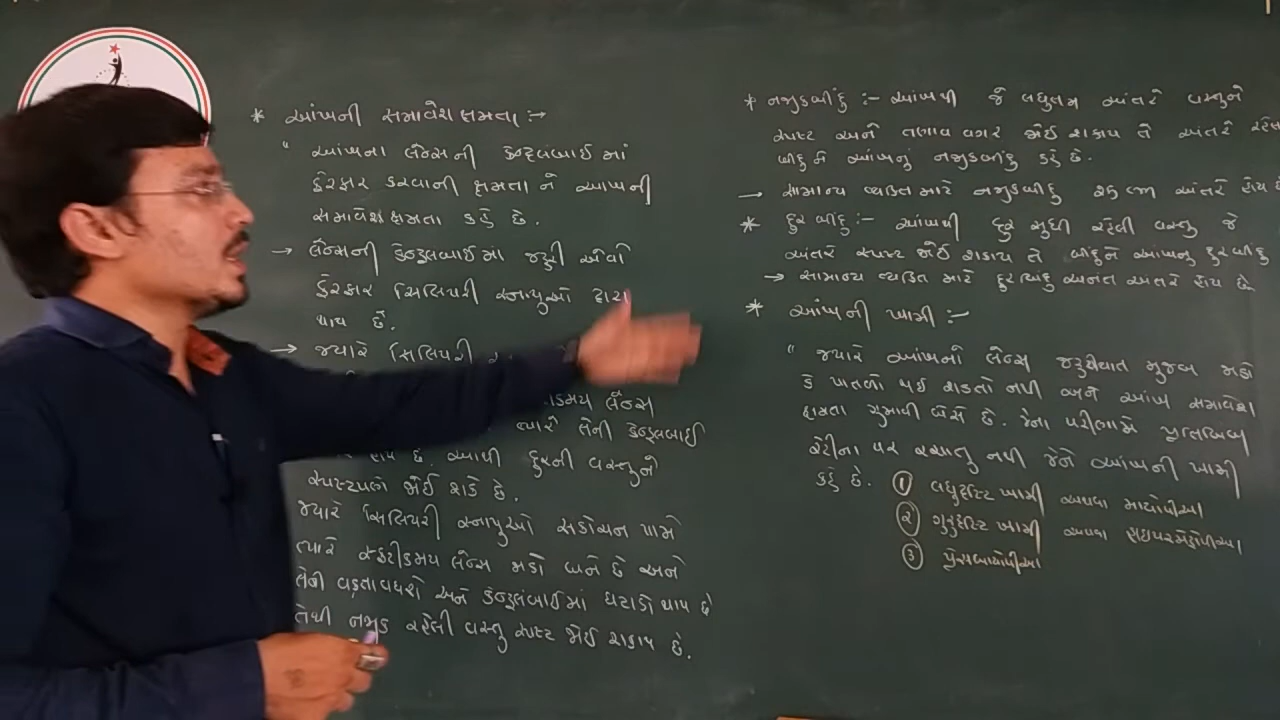 * આંખની સમાવેશ ક્ષમતા :→
" આંખના લેન્સની કેન્દ્રલંબાઈ માં
ફેરફાર કરવાની ક્ષમતા ને આંખની
સમાવેશ ક્ષમતા કહે છે.
→ લેન્સની કેન્દ્રલંબાઈ માં જરૂરી એવો
ફેરફાર સિલિયરી સ્નાયુઓ દ્વારા
થાય છે.
→ જ્યારે સિલિયરી
લેન્સ
ત્યારે તેની કેન્દ્રલંબાઈ
છે. આથી દુરની વસ્તુને
સ્પષ્ટપણે જોઈ શકે છે.
જ્યારે સિલિયરી સ્નાયુઓ સંકોચન પામે
ત્યારે સ્ફટીકમય લેન્સ જાડો બને છે અને
તેની વક્રતા વધશે અને કેન્દ્રલંબાઈમાં ઘટાડો થાય છે
તેથી નજીક રહેલી વસ્તુ સ્પષ્ટ જોઈ શકાય છે.
* નજીકબીંદુ :- આંખથી જે લઘુતમ અંતરે વસ્તુને
સ્પષ્ટ અને તણાવ વગર જોઈ શકાય તે અંતરે રહેલ
બીંદુને આંખનું નજીકબીંદુ કહે છે.
→ સામાન્ય વ્યક્તિ માટે નજીકબીંદુ 25 cm અંતરે હોય છે
* દુર બીંદુ :- આંખથી દુર સુધી રહેલી વસ્તુ જે
અંતરે સ્પષ્ટ જોઈ શકાય તે બીંદુને આંખનું દુરબીંદુ
→ સામાન્ય વ્યક્તિ માટે દુરબિંદુ અનંત અંતરે હોય છે
* આંખની ખામી :-
" જ્યારે આંખનો લેન્સ જરૂરીયાત મુજબ જાડો
કે પાતળો થઈ શકતો નથી અને આંખ સમાવેશ
ક્ષમતા ગુમાવી બેસે છે. જેના પરીણામે પ્રતિબિંબ
રેટીના પર રચાતુ નથી જેને આંખની ખામી
કહે છે. ① લઘુદ્રષ્ટિ ખામી અથવા માયોપીઆ
② ગુરુદ્રષ્ટિ ખામી અથવા હાઇપરમેટ્રોપીઆ
③ પ્રેસબાયોપીઆ